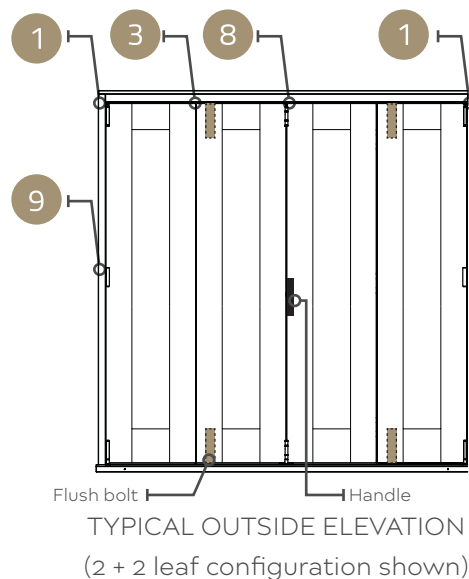 1
3
8
1
9
Flush bolt
Handle
TYPICAL OUTSIDE ELEVATION
(2 + 2 leaf configuration shown)